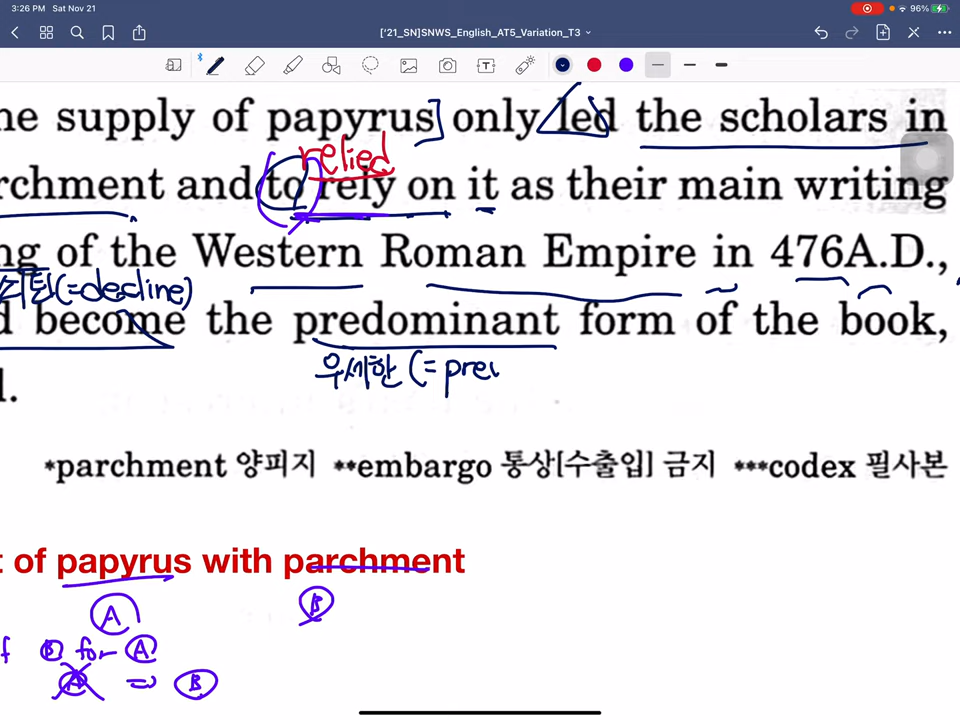 3:26 PM Sat Nov 21
96%
['21_SN]SNWS_English_AT5_Variation_T3
he supply of papyrus] only led the scholars in
relied
rchment and to rely on it as their main writing
ng of the Western Roman Empire in 476A.D.,
(=decline)
d become the predominant form of the book,
우세한 (= prev
d.
*parchment 양피지 **embargo 통상[수출입] 금지 ***codex 필사본
t of papyrus with parchment
A B
f B for A
A ⇒ B